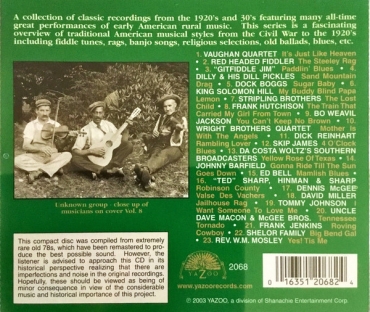 A collection of classic recordings from the 1920's and 30's featuring many all-time
great performances of early American rural music. This series is a fascinating
overview of traditional American musical styles from the Civil War to the 1920's
including fiddle tunes, rags, banjo songs, religious selections, old ballads, blues, etc.
1. VAUGHAN QUARTET It's Just Like Heaven
2. RED HEADED FIDDLER The Steeley Rag
3. "GITFIDDLE JIM" Paddlin' Blues 4.
DILLY & HIS DILL PICKLES Sand Mountain
Drag 5. DOCK BOGGS Sugar Baby 6.
KING SOLOMON HILL My Buddy Blind Papa
Lemon 7. STRIPLING BROTHERS The Lost
Child 8. FRANK HUTCHISON The Train That
Carried My Girl From Town 9. BO WEAVIL
JACKSON You Can't Keep No Brown 10.
WRIGHT BROTHERS QUARTET Mother Is
With The Angels 11. DICK REINHART
Rambling Lover 12. SKIP JAMES 4 O'Clock
Blues 13. DA COSTA WOLTZ'S SOUTHERN
BROADCASTERS Yellow Rose Of Texas 14.
JOHNNY BARFIELD Gonna Ride Till The Sun
Goes Down 15. ED BELL Mamlish Blues
16. "TED" SHARP, HINMAN & SHARP
Robinson County 17. DENNIS McGEE
Valse Des Vachers 18. DAVID MILLER
Jailhouse Rag 19. TOMMY JOHNSON I
Want Someone To Love Me 20. UNCLE
DAVE MACON & McGEE BROS. Tennessee
Tornado 21. FRANK JENKINS Roving
Cowboy 22. SHELOR FAMILY Big Bend Gal
23. REV. W.M. MOSLEY Yes! Tis Me
Unknown group - close up of
musicians on cover Vol. 8
This compact disc was compiled from extremely
rare old 78s, which have been remastered to pro-
duce the best possible sound. However, the
listener is advised to approach this CD in its
historical perspective realizing that there are
imperfections and noise in the original recordings.
Hopefully, these should be viewed as being of
minor consequence in view of the considerable
music and historical importance of this project.
YAZOO
2068
www.yazoorecords.com
0 16351 20682 4
© 2003 YAZOO, a division of Shanachie Entertainment Corp.